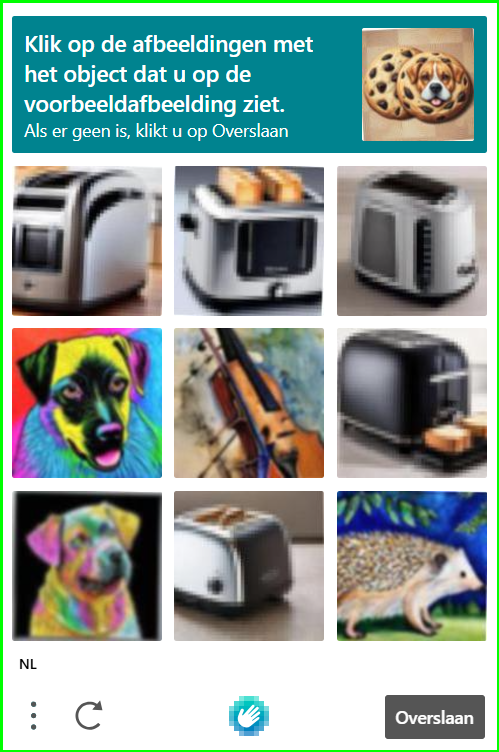 Klik op de afbeeldingen met
het object dat u op de
voorbeeldafbeelding ziet.
Als er geen is, klikt u op Overslaan
NL
Overslaan